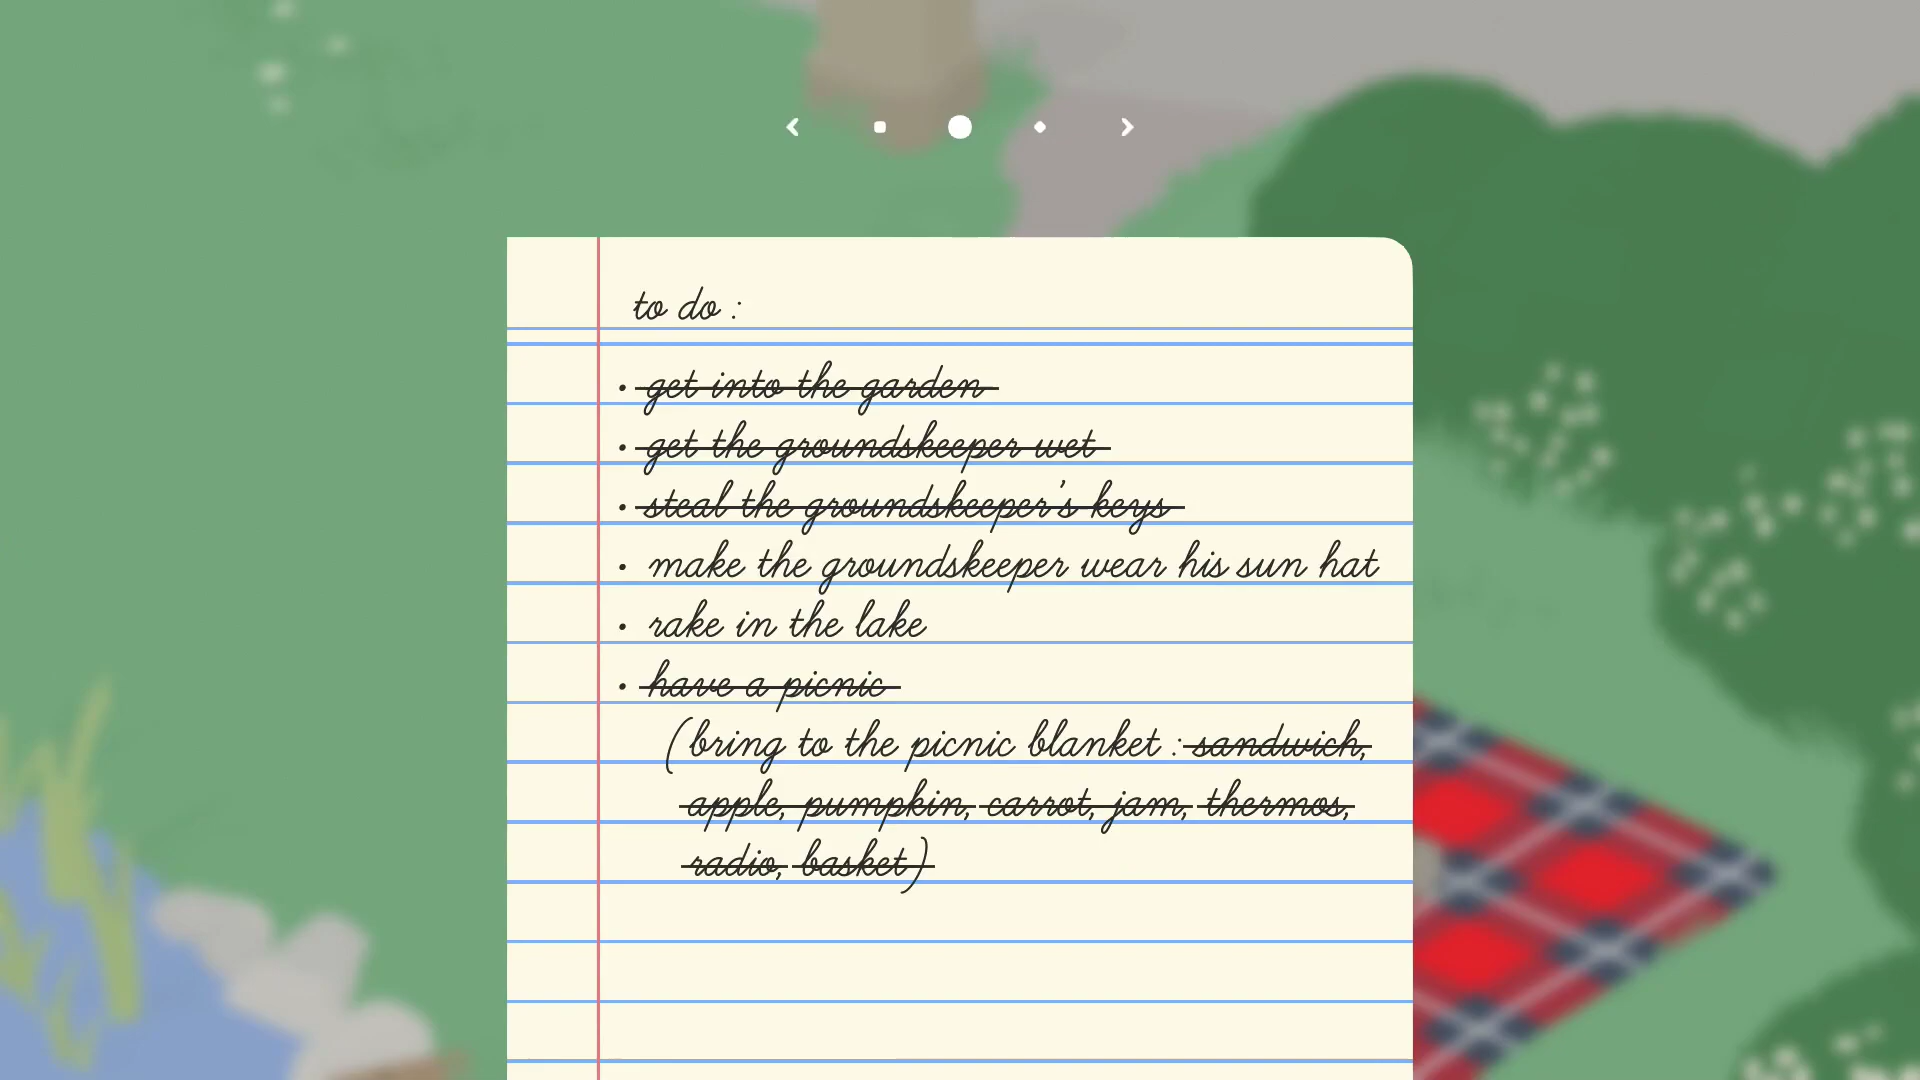 to do :
• get into the garden
• get the groundskeeper wet
• steal the groundskeeper's keys
• make the groundskeeper wear his sun hat
• rake in the lake
• have a picnic
(bring to the picnic blanket : sandwich,
apple, pumpkin, carrot, jam, thermos,
radio, basket)